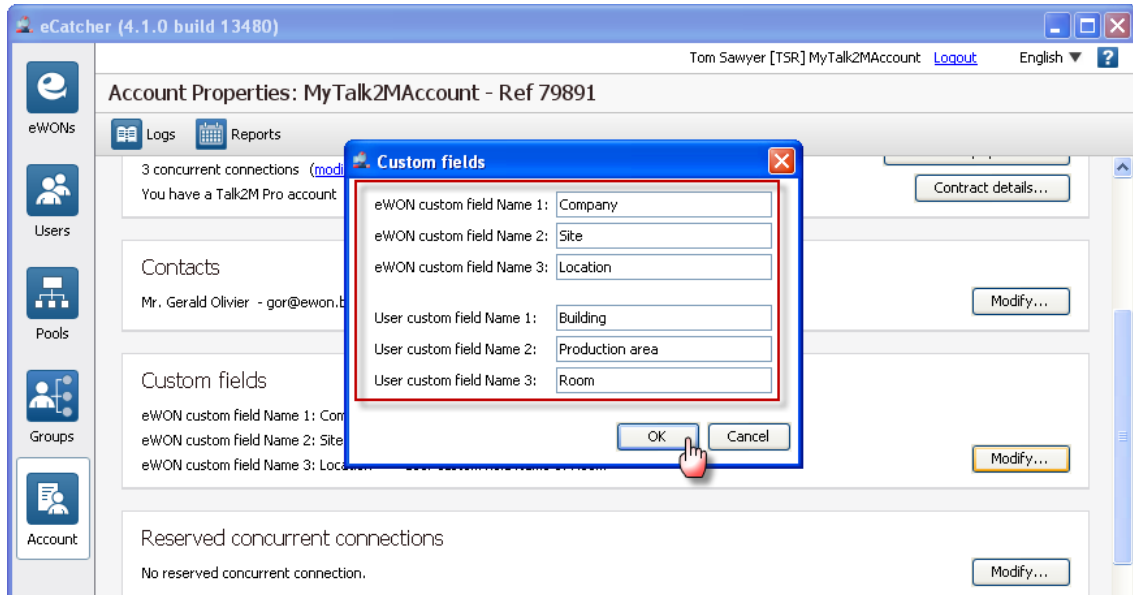 eCatcher (4.1.0 build 13480)
Tom Sawyer [TSR] MyTalk2MAccount Logout English ▼ ?
Account Properties: MyTalk2MAccount - Ref 79891
eWONs
Logs Reports
Custom fields
3 concurrent connections (modi
You have a Talk2M Pro account
Contract details...
eWON custom field Name 1: Company
eWON custom field Name 2: Site
eWON custom field Name 3: Location
Users
Contacts
Mr. Gerald Olivier - gor@ewon.b
Modify...
User custom field Name 1: Building
User custom field Name 2: Production area
User custom field Name 3: Room
Pools
OK Cancel
Custom fields
eWON custom field Name 1: Com
eWON custom field Name 2: Site
eWON custom field Name 3: Loca
Modify...
Groups
Account
Reserved concurrent connections
No reserved concurrent connection.
Modify...